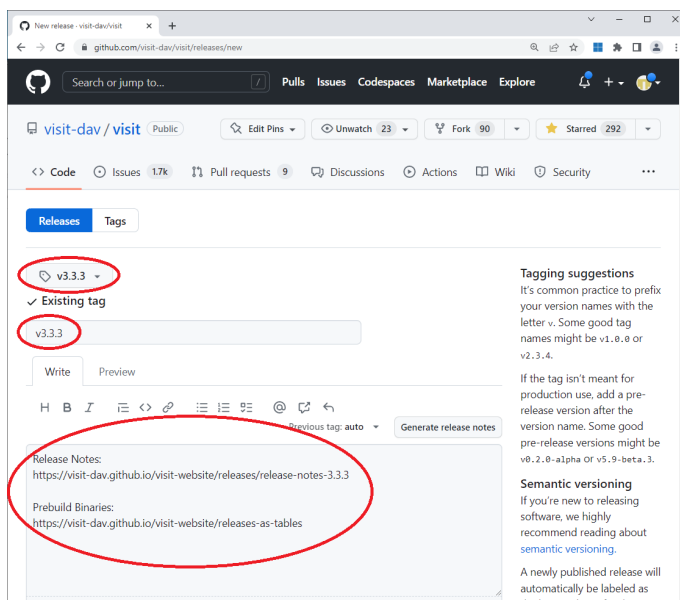 New release · visit-dav/visit
github.com/visit-dav/visit/releases/new
Search or jump to... /
Pulls Issues Codespaces Marketplace Explore
visit-dav / visit Public
Edit Pins Unwatch 23 Fork 90 Starred 292
Code Issues 1.7k Pull requests 9 Discussions Actions Wiki Security
Releases Tags
v3.3.3
Existing tag
v3.3.3
Write Preview
H B I
Previous tag: auto Generate release notes
Release Notes:
https://visit-dav.github.io/visit-website/releases/release-notes-3.3.3
Prebuild Binaries:
https://visit-dav.github.io/visit-website/releases-as-tables
Tagging suggestions
It's common practice to prefix
your version names with the
letter v. Some good tag
names might be v1.0.0 or
v2.3.4.
If the tag isn't meant for
production use, add a pre-
release version after the
version name. Some good
pre-release versions might be
v0.2.0-alpha or v5.9-beta.3.
Semantic versioning
If you're new to releasing
software, we highly
recommend reading about
semantic versioning.
A newly published release will
automatically be labeled as